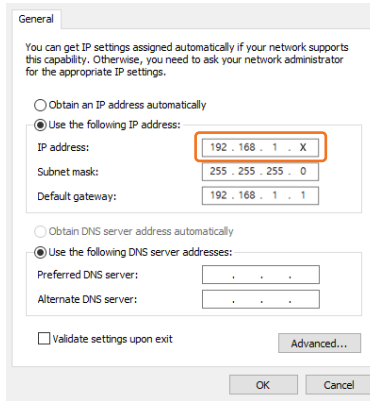 General
You can get IP settings assigned automatically if your network supports
this capability. Otherwise, you need to ask your network administrator
for the appropriate IP settings.
Obtain an IP address automatically
Use the following IP address:
IP address: 192 . 168 . 1 . X
Subnet mask: 255 . 255 . 255 . 0
Default gateway: 192 . 168 . 1 . 1
Obtain DNS server address automatically
Use the following DNS server addresses:
Preferred DNS server: . . .
Alternate DNS server: . . .
Validate settings upon exit
Advanced...
OK Cancel